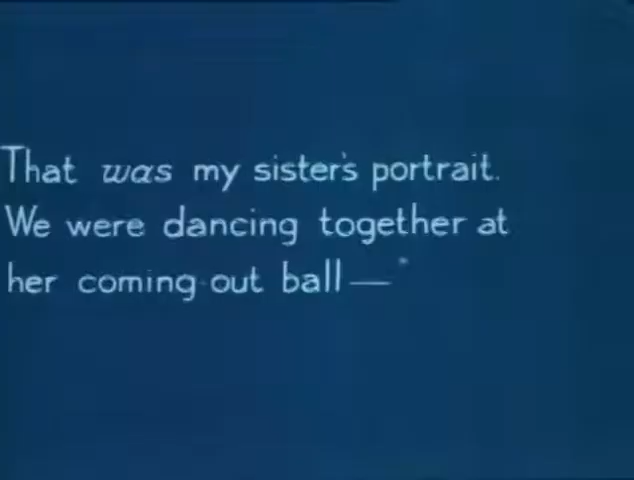 That was my sister's portrait.
We were dancing together at
her coming-out ball—"